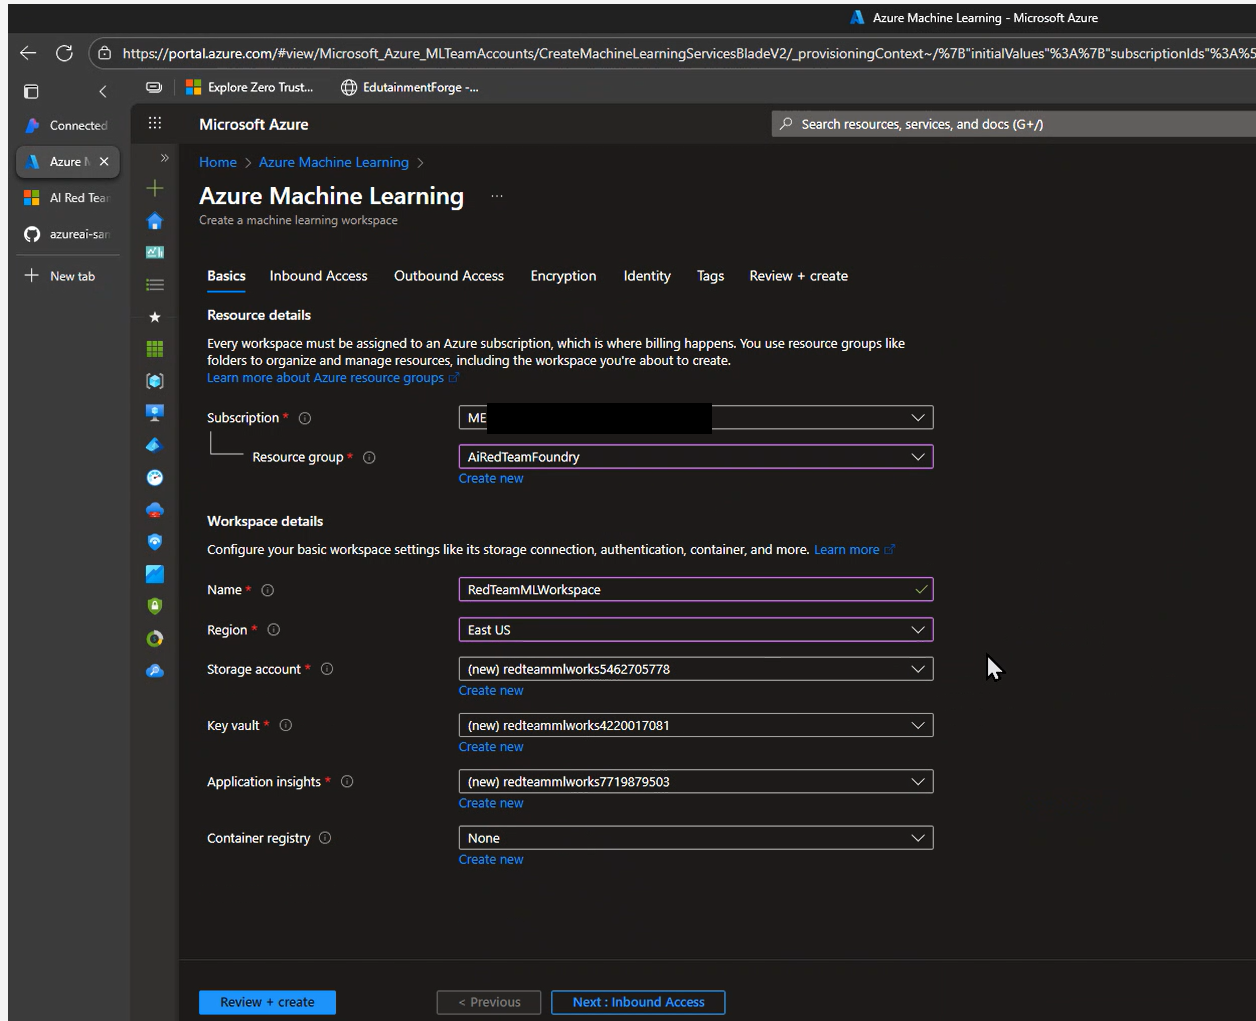 Azure Machine Learning - Microsoft Azure
https://portal.azure.com/#view/Microsoft_Azure_MLTeamAccounts/CreateMachineLearningServicesBladeV2/_provisioningContext~/%7B"initialValues"%3A%7B"subscriptionIds"%3A%5
Explore Zero Trust... EdutainmentForge -...
Connected
Azure M
AI Red Tea
azureai-sam
New tab
Microsoft Azure
Search resources, services, and docs (G+/)
Home > Azure Machine Learning >
Azure Machine Learning ...
Create a machine learning workspace
Basics Inbound Access Outbound Access Encryption Identity Tags Review + create
Resource details
Every workspace must be assigned to an Azure subscription, which is where billing happens. You use resource groups like
folders to organize and manage resources, including the workspace you're about to create.
Learn more about Azure resource groups
Subscription * ME
Resource group * AiRedTeamFoundry
Create new
Workspace details
Configure your basic workspace settings like its storage connection, authentication, container, and more. Learn more
Name * RedTeamMLWorkspace
Region * East US
Storage account * (new) redteammlworks5462705778
Create new
Key vault * (new) redteammlworks4220017081
Create new
Application insights * (new) redteammlworks7719879503
Create new
Container registry None
Create new
Review + create < Previous Next : Inbound Access